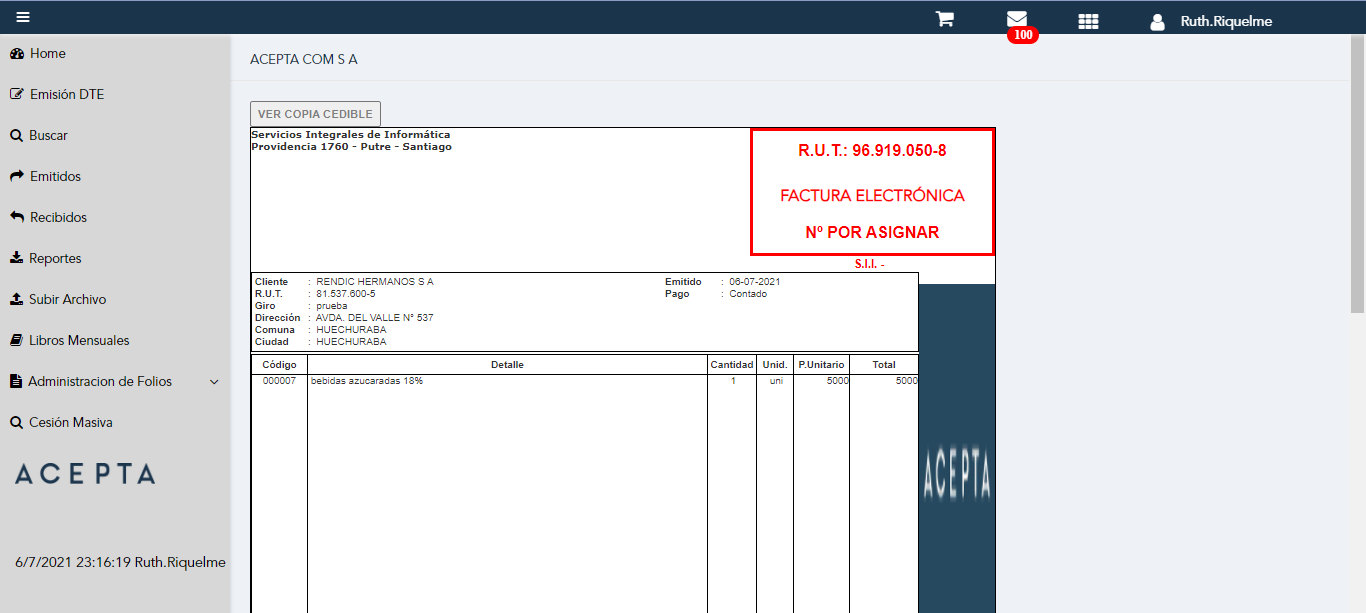 100
Ruth.Riquelme
Home
Emisión DTE
Buscar
Emitidos
Recibidos
Reportes
Subir Archivo
Libros Mensuales
Administracion de Folios
Cesión Masiva
ACEPTA
6/7/2021 23:16:19 Ruth.Riquelme
ACEPTA COM S A
VER COPIA CEDIBLE
Servicios Integrales de Informática
Providencia 1760 - Putre - Santiago
R.U.T.: 96.919.050-8
FACTURA ELECTRÓNICA
Nº POR ASIGNAR
S.I.I. -
Cliente : RENDIC HERMANOS S A Emitido : 06-07-2021
R.U.T. : 81.537.600-5 Pago : Contado
Giro : prueba
Dirección : AVDA. DEL VALLE N° 537
Comuna : HUECHURABA
Ciudad : HUECHURABA
Código Detalle Cantidad Unid. P.Unitario Total
000007 bebidas azucaradas 18% 1 uni 5000 5000
ACEPTA